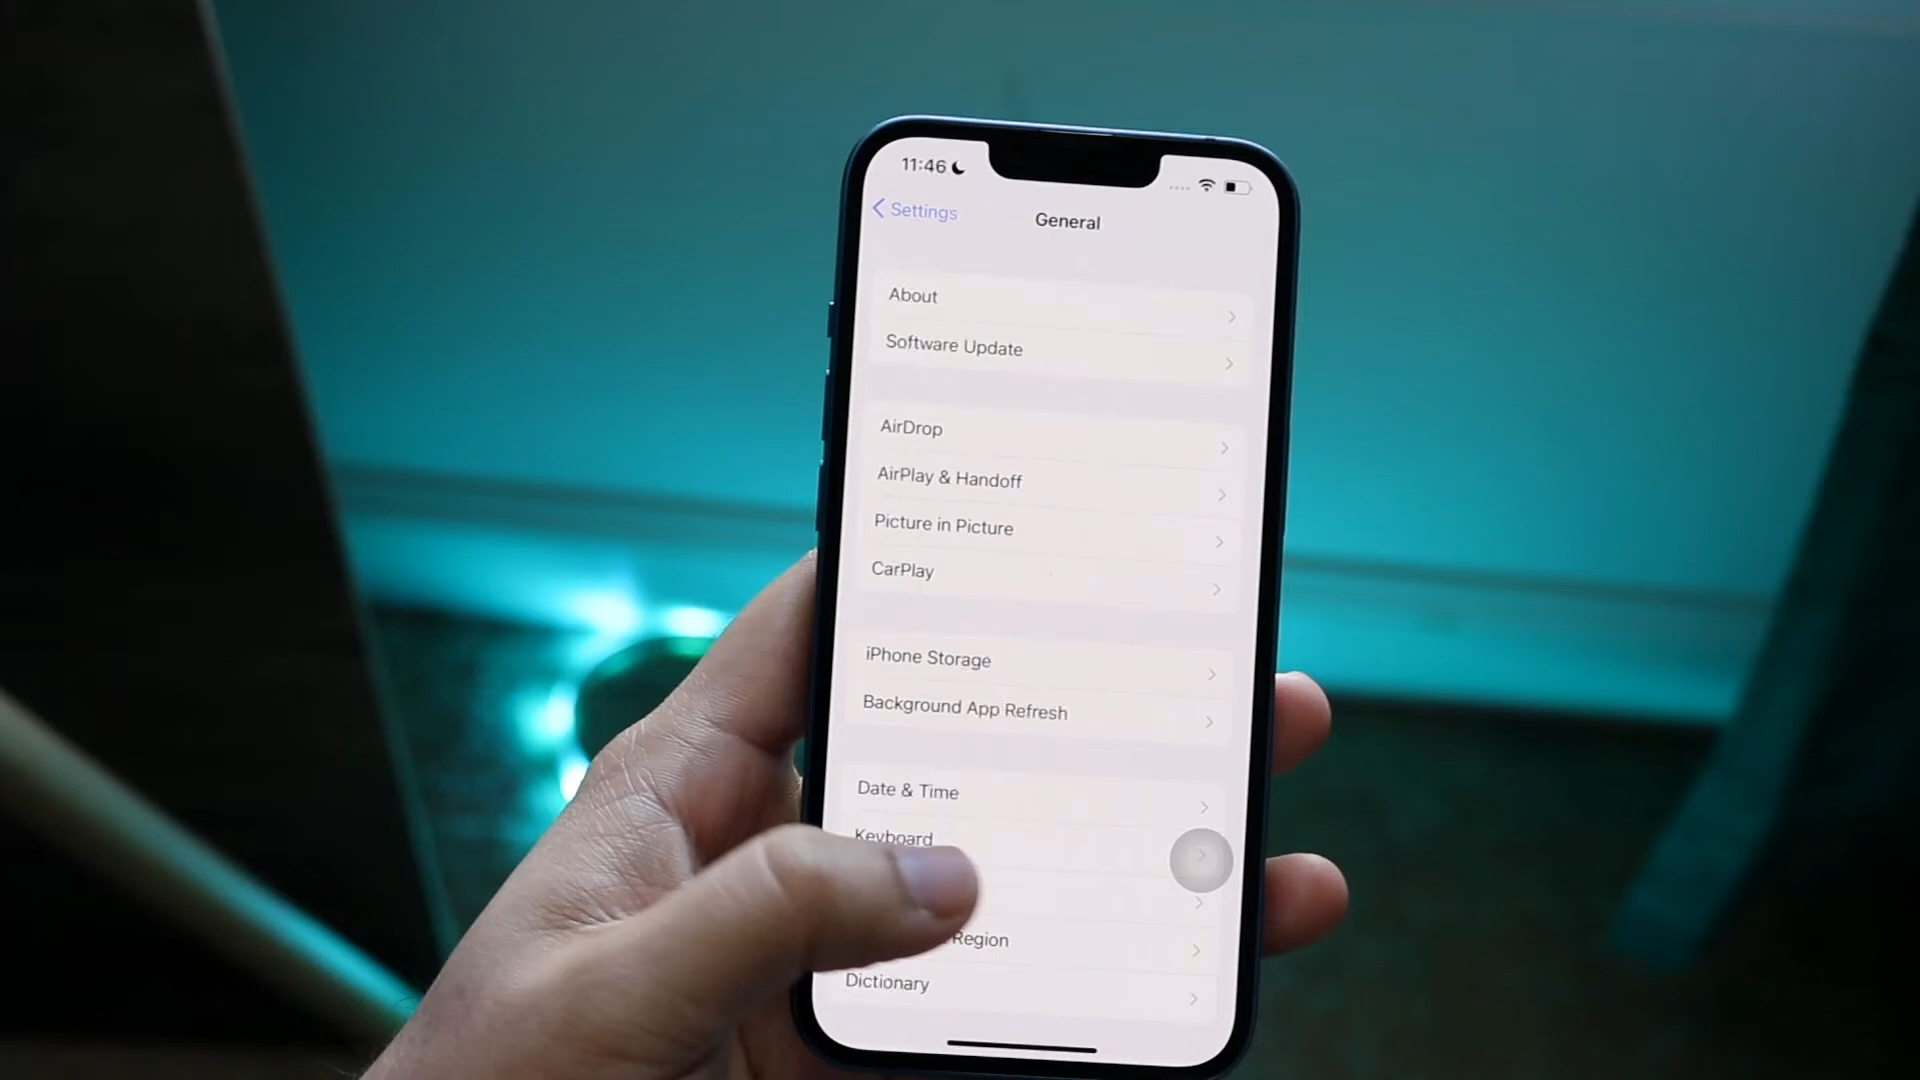 11:46
Settings
General
About
Software Update
AirDrop
AirPlay & Handoff
Picture in Picture
CarPlay
iPhone Storage
Background App Refresh
Date & Time
Keyboard
Region
Dictionary